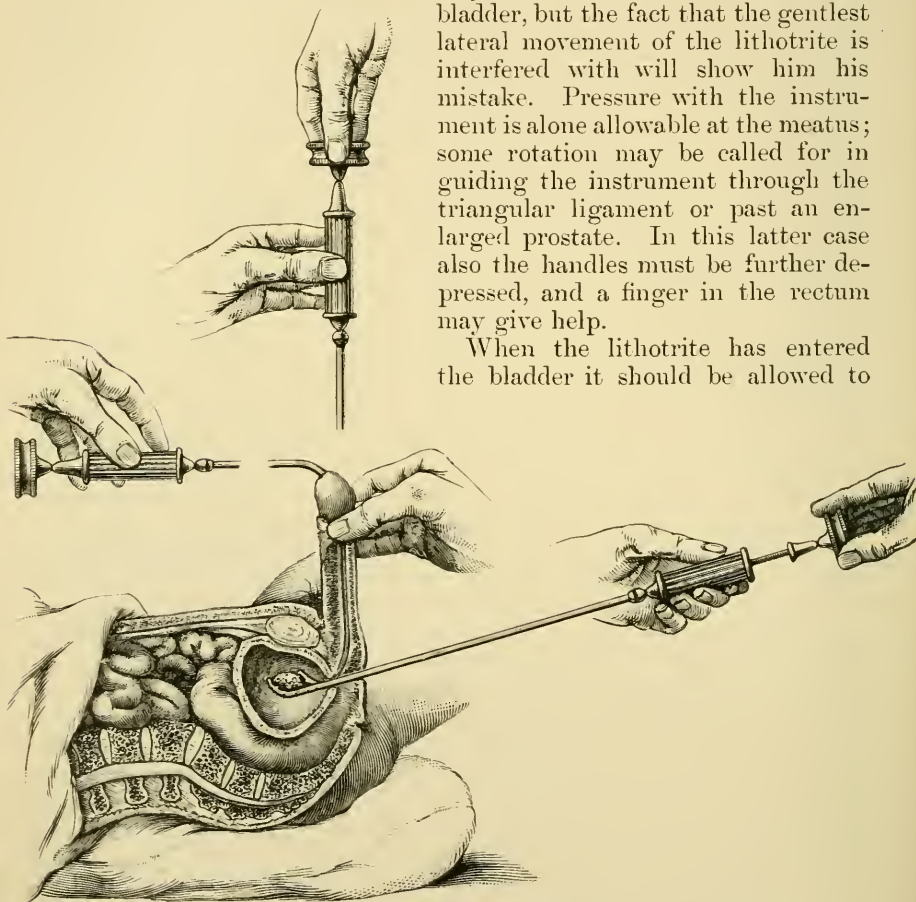 bladder, but the fact that the gentlest
lateral movement of the lithotrite is
interfered with will show him his
mistake. Pressure with the instru-
ment is alone allowable at the meatus;
some rotation may be called for in
guiding the instrument through the
triangular ligament or past an en-
larged prostate. In this latter case
also the handles must be further de-
pressed, and a finger in the rectum
may give help.
When the lithotrite has entered
the bladder it should be allowed to